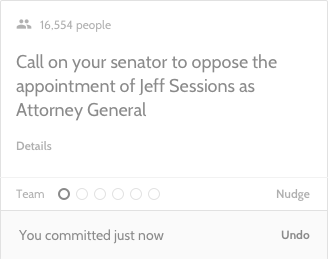 16,554 people
Call on your senator to oppose the
appointment of Jeff Sessions as
Attorney General
Details
Team Nudge
You committed just now Undo